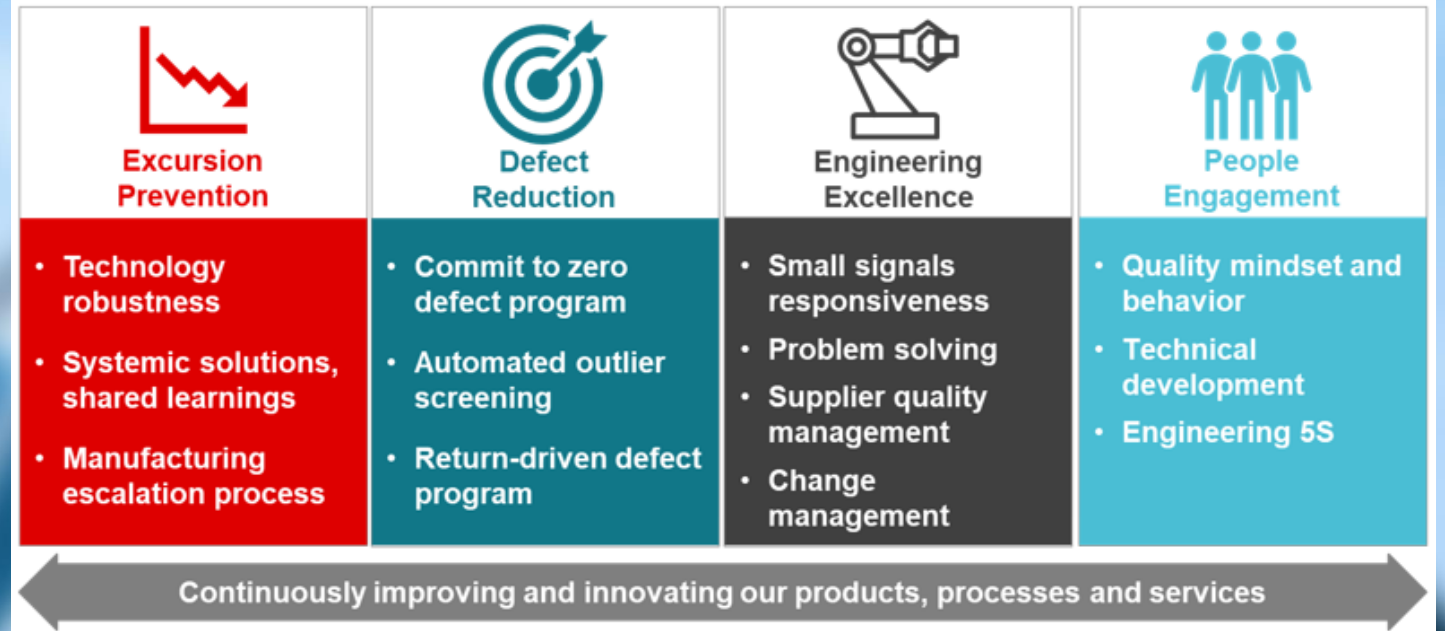 Excursion
Prevention
Defect
Reduction
Engineering
Excellence
People
Engagement
• Technology
robustness
• Systemic solutions,
shared learnings
• Manufacturing
escalation process
• Commit to zero
defect program
• Automated outlier
screening
• Return-driven defect
program
• Small signals
responsiveness
• Problem solving
• Supplier quality
management
• Change
management
• Quality mindset and
behavior
• Technical
development
• Engineering 5S
Continuously improving and innovating our products, processes and services